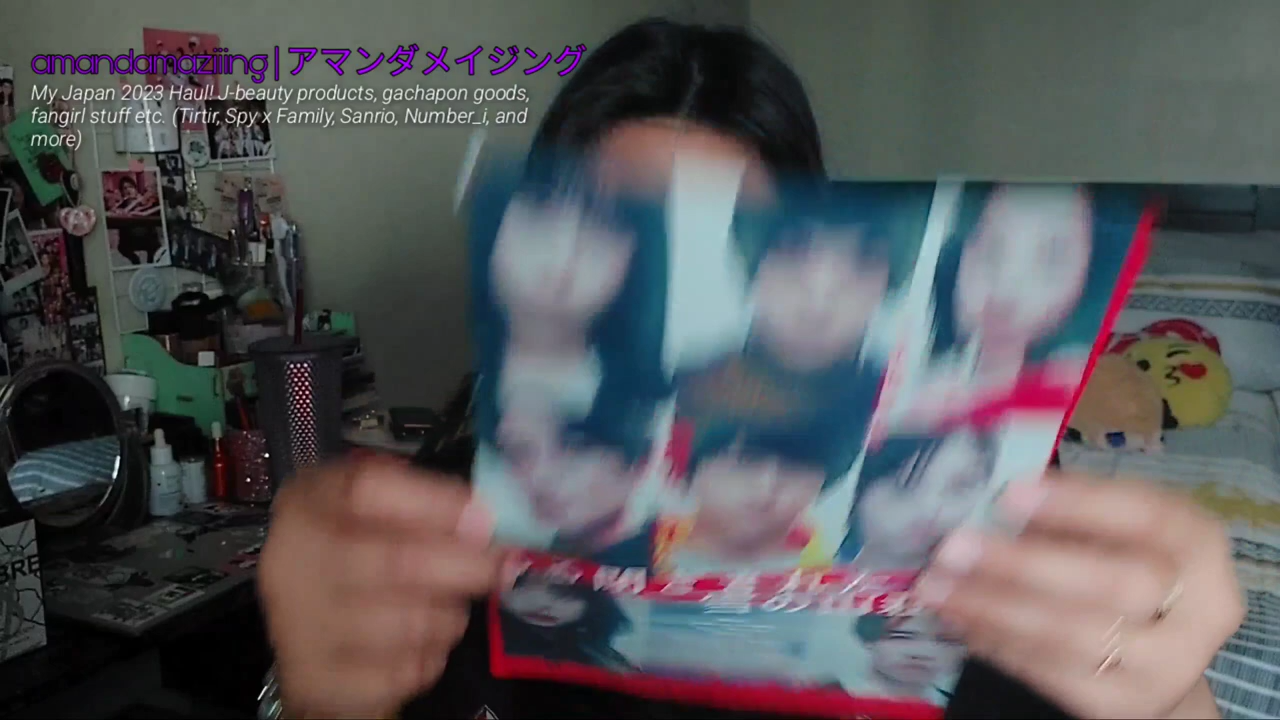 amandamaziiing | アマンダメイジング
My Japan 2023 Haul! J-beauty products, gachapon goods,
fangirl stuff etc. (Tirtir, Spy x Family, Sanrio, Number_i, and
more)